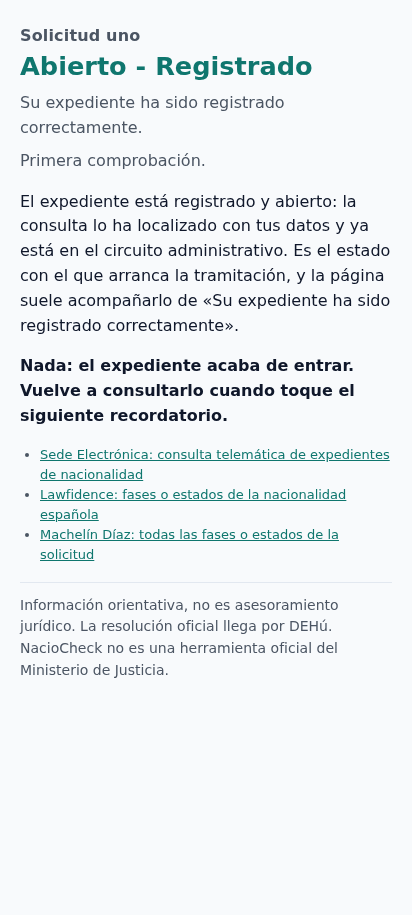 Solicitud uno
Abierto - Registrado
Su expediente ha sido registrado
correctamente.
Primera comprobación.
El expediente está registrado y abierto: la
consulta lo ha localizado con tus datos y ya
está en el circuito administrativo. Es el estado
con el que arranca la tramitación, y la página
suele acompañarlo de «Su expediente ha sido
registrado correctamente».
Nada: el expediente acaba de entrar.
Vuelve a consultarlo cuando toque el
siguiente recordatorio.
• Sede Electrónica: consulta telemática de expedientes
de nacionalidad
• Lawfidence: fases o estados de la nacionalidad
española
• Machelín Díaz: todas las fases o estados de la
solicitud
Información orientativa, no es asesoramiento
jurídico. La resolución oficial llega por DEHú.
NacioCheck no es una herramienta oficial del
Ministerio de Justicia.